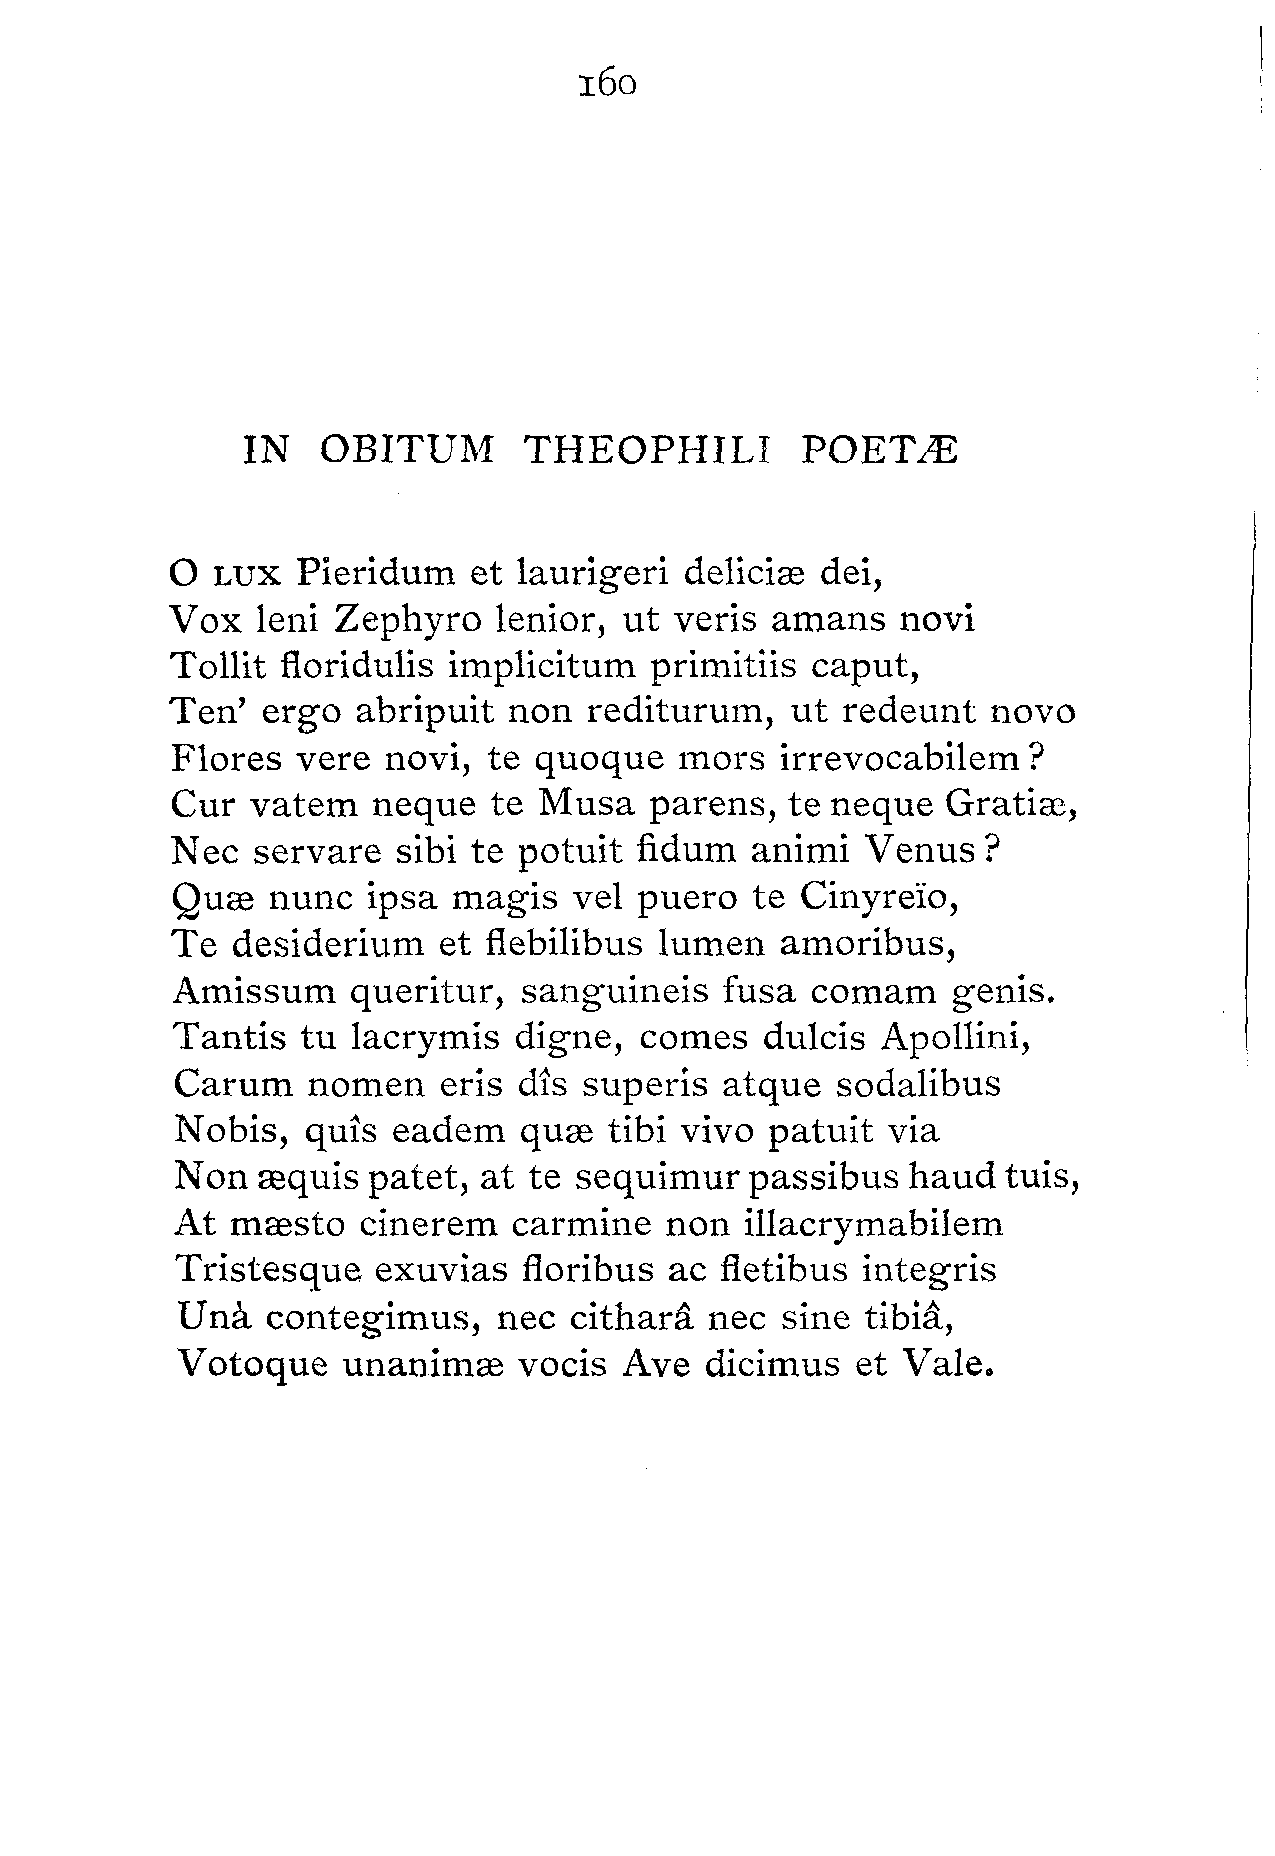 160
IN OBITUM THEOPHILI POETÆ
O LUX Pieridum et laurigeri deliciæ dei,
Vox leni Zephyro lenior, ut veris amans novi
Tollit floridulis implicitum primitiis caput,
Ten' ergo abripuit non rediturum, ut redeunt novo
Flores vere novi, te quoque mors irrevocabilem?
Cur vatem neque te Musa parens, te neque Gratiæ,
Nec servare sibi te potuit fidum animi Venus?
Quæ nunc ipsa magis vel puero te Cinyreïo,
Te desiderium et flebilibus lumen amoribus,
Amissum queritur, sanguineis fusa comam genis.
Tantis tu lacrymis digne, comes dulcis Apollini,
Carum nomen eris dîs superis atque sodalibus
Nobis, quîs eadem quæ tibi vivo patuit via
Non æquis patet, at te sequimur passibus haud tuis,
At mæsto cinerem carmine non illacrymabilem
Tristesque exuvias floribus ac fletibus integris
Unà contegimus, nec citharâ nec sine tibiâ,
Votoque unanimæ vocis Ave dicimus et Vale.